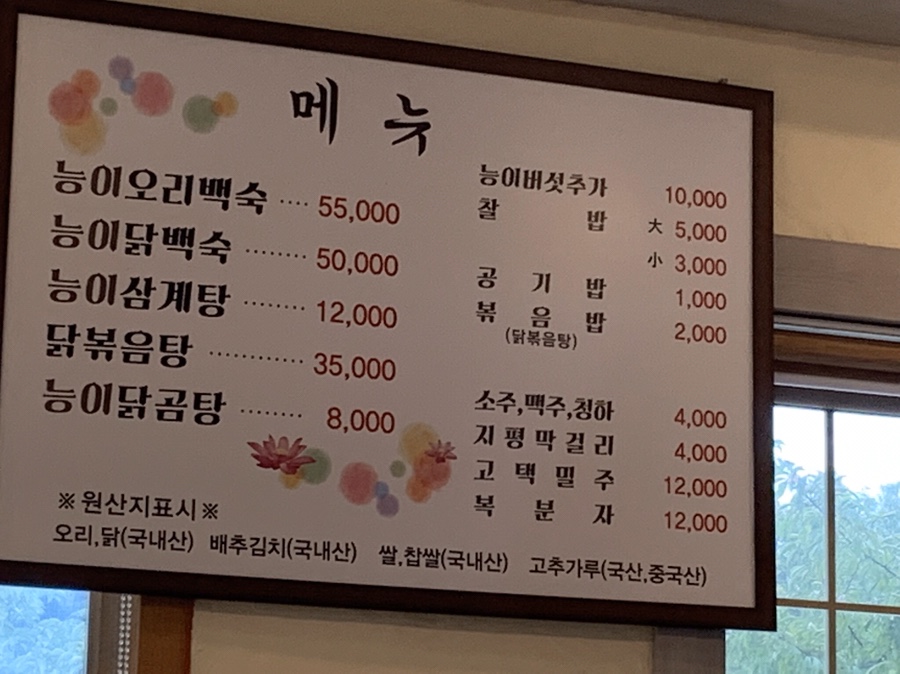 메뉴
능이오리백숙 ···· 55,000
능이닭백숙 ········ 50,000
능이삼계탕 ········ 12,000
닭볶음탕 ············ 35,000
능이닭곰탕 ········ 8,000
능이버섯추가 10,000
찰 밥 大 5,000
小 3,000
공 기 밥 1,000
볶 음 밥 2,000
(닭볶음탕)
소주,맥주,청하 4,000
지 평 막 걸 리 4,000
고 택 밀 주 12,000
복 분 자 12,000
※원산지표시※
오리,닭(국내산) 배추김치(국내산) 쌀,찹쌀(국내산) 고추가루(국산,중국산)